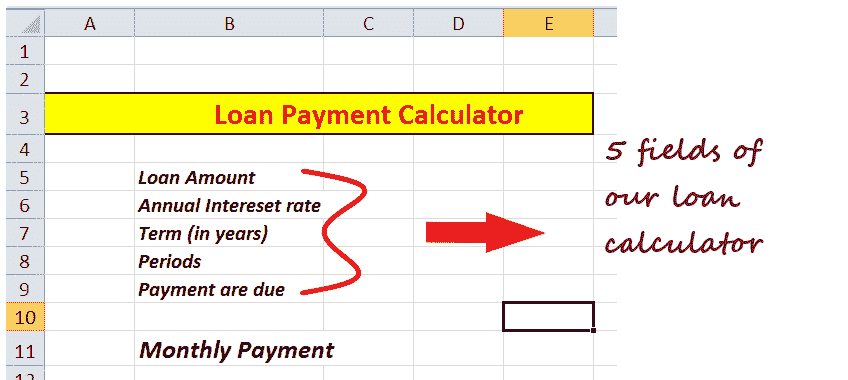 A B C D E
1
2
3 Loan Payment Calculator
4
5 Loan Amount
6 Annual Intereset rate
7 Term (in years)
8 Periods
9 Payment are due
10
11 Monthly Payment
12
5 fields of
our loan
calculator